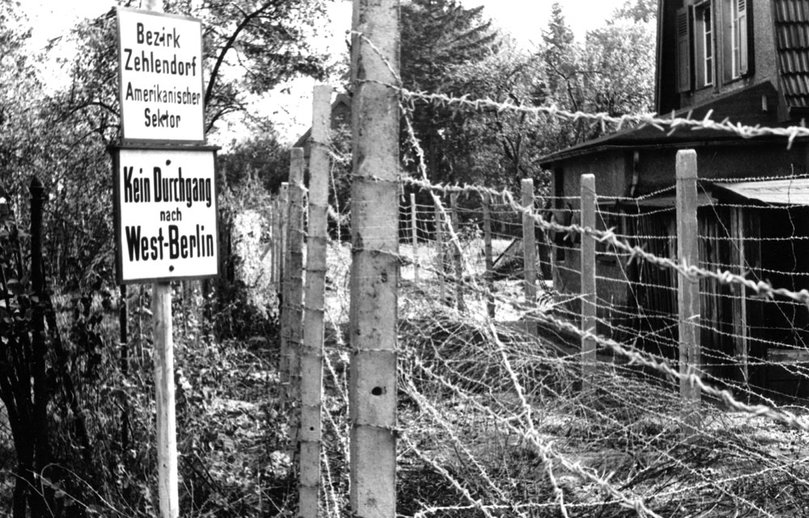 Bezirk
Zehlendorf
Amerikanischer
Sektor
Kein Durchgang
nach
West-Berlin